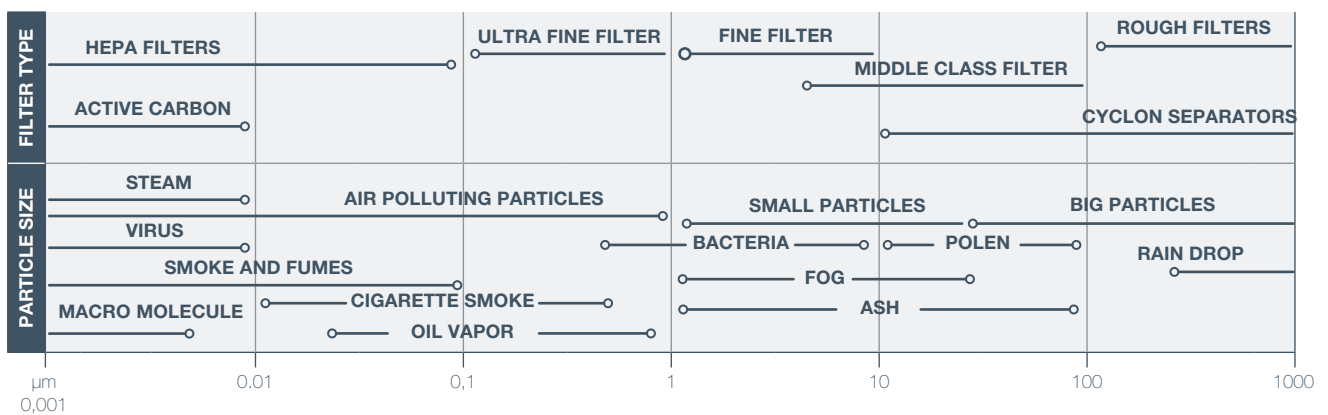 FILTER TYPE
HEPA FILTERS
ULTRA FINE FILTER
FINE FILTER
ROUGH FILTERS
MIDDLE CLASS FILTER
ACTIVE CARBON
CYCLON SEPARATORS
PARTICLE SIZE
STEAM
AIR POLLUTING PARTICLES
SMALL PARTICLES
BIG PARTICLES
VIRUS
BACTERIA
POLEN
RAIN DROP
SMOKE AND FUMES
FOG
MACRO MOLECULE
CIGARETTE SMOKE
ASH
OIL VAPOR
µm
0,001
0.01
0,1
1
10
100
1000